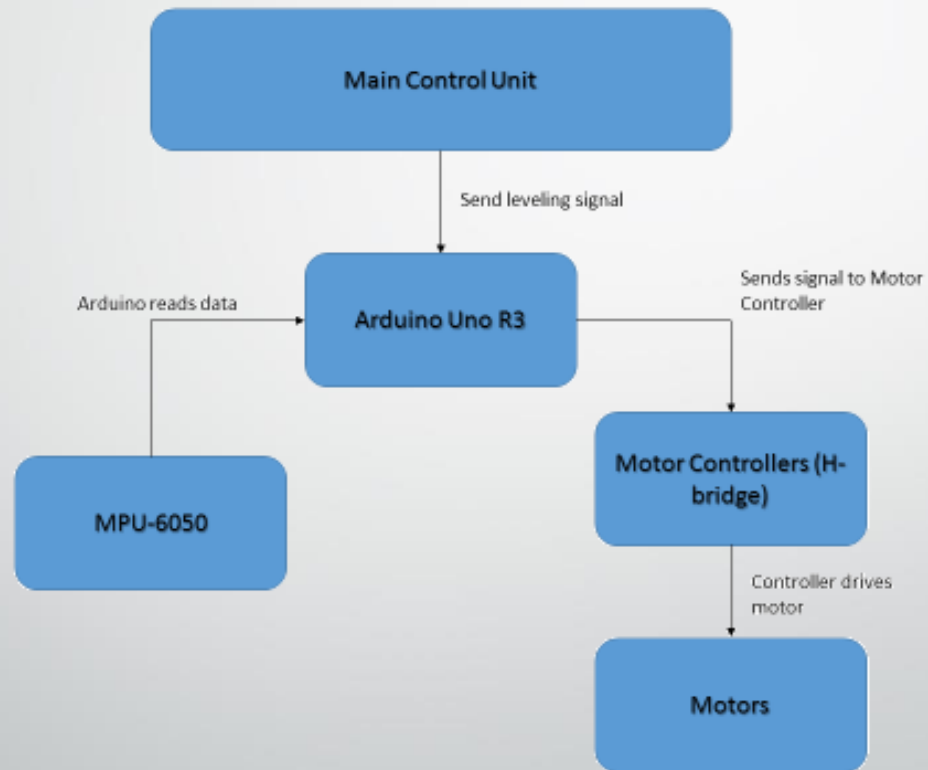 Main Control Unit
Send leveling signal
Arduino reads data
Arduino Uno R3
Sends signal to Motor
Controller
Motor Controllers (H-
bridge)
MPU-6050
Controller drives
motor
Motors